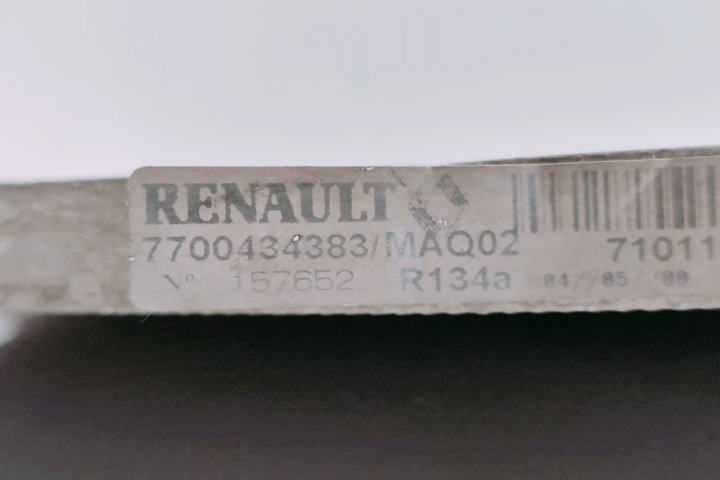 RENAULT
7700434383/MAQ02 71011
N° 157652 R134a 04/ 05/ 00